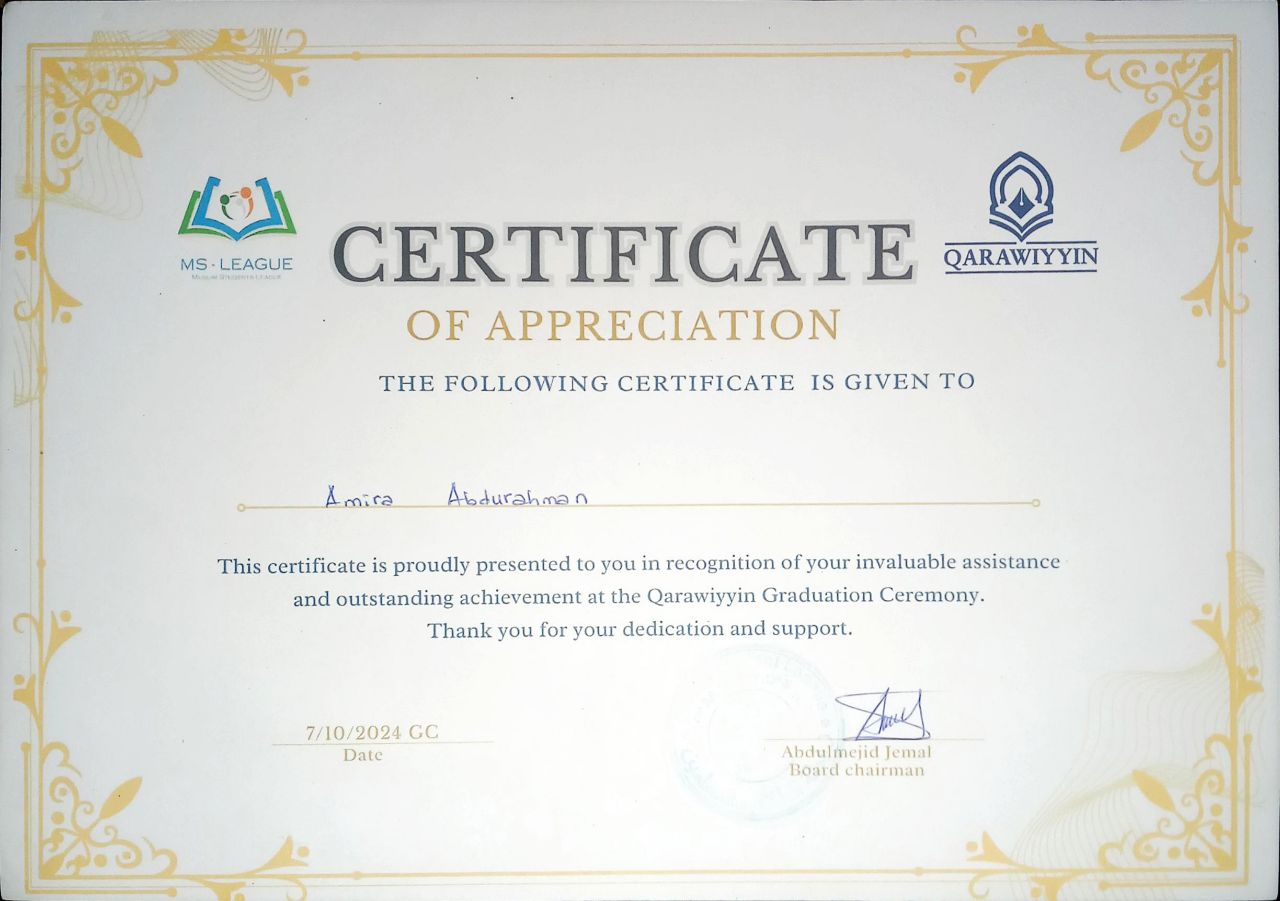 MS - LEAGUE
MUSLIM STUDENTS LEAGUE
QARAWIYYIN
CERTIFICATE
OF APPRECIATION
THE FOLLOWING CERTIFICATE IS GIVEN TO
Amira Abdurahman
This certificate is proudly presented to you in recognition of your invaluable assistance
and outstanding achievement at the Qarawiyyin Graduation Ceremony.
Thank you for your dedication and support.
7/10/2024 GC
Date
Abdulmejid Jemal
Board chairman